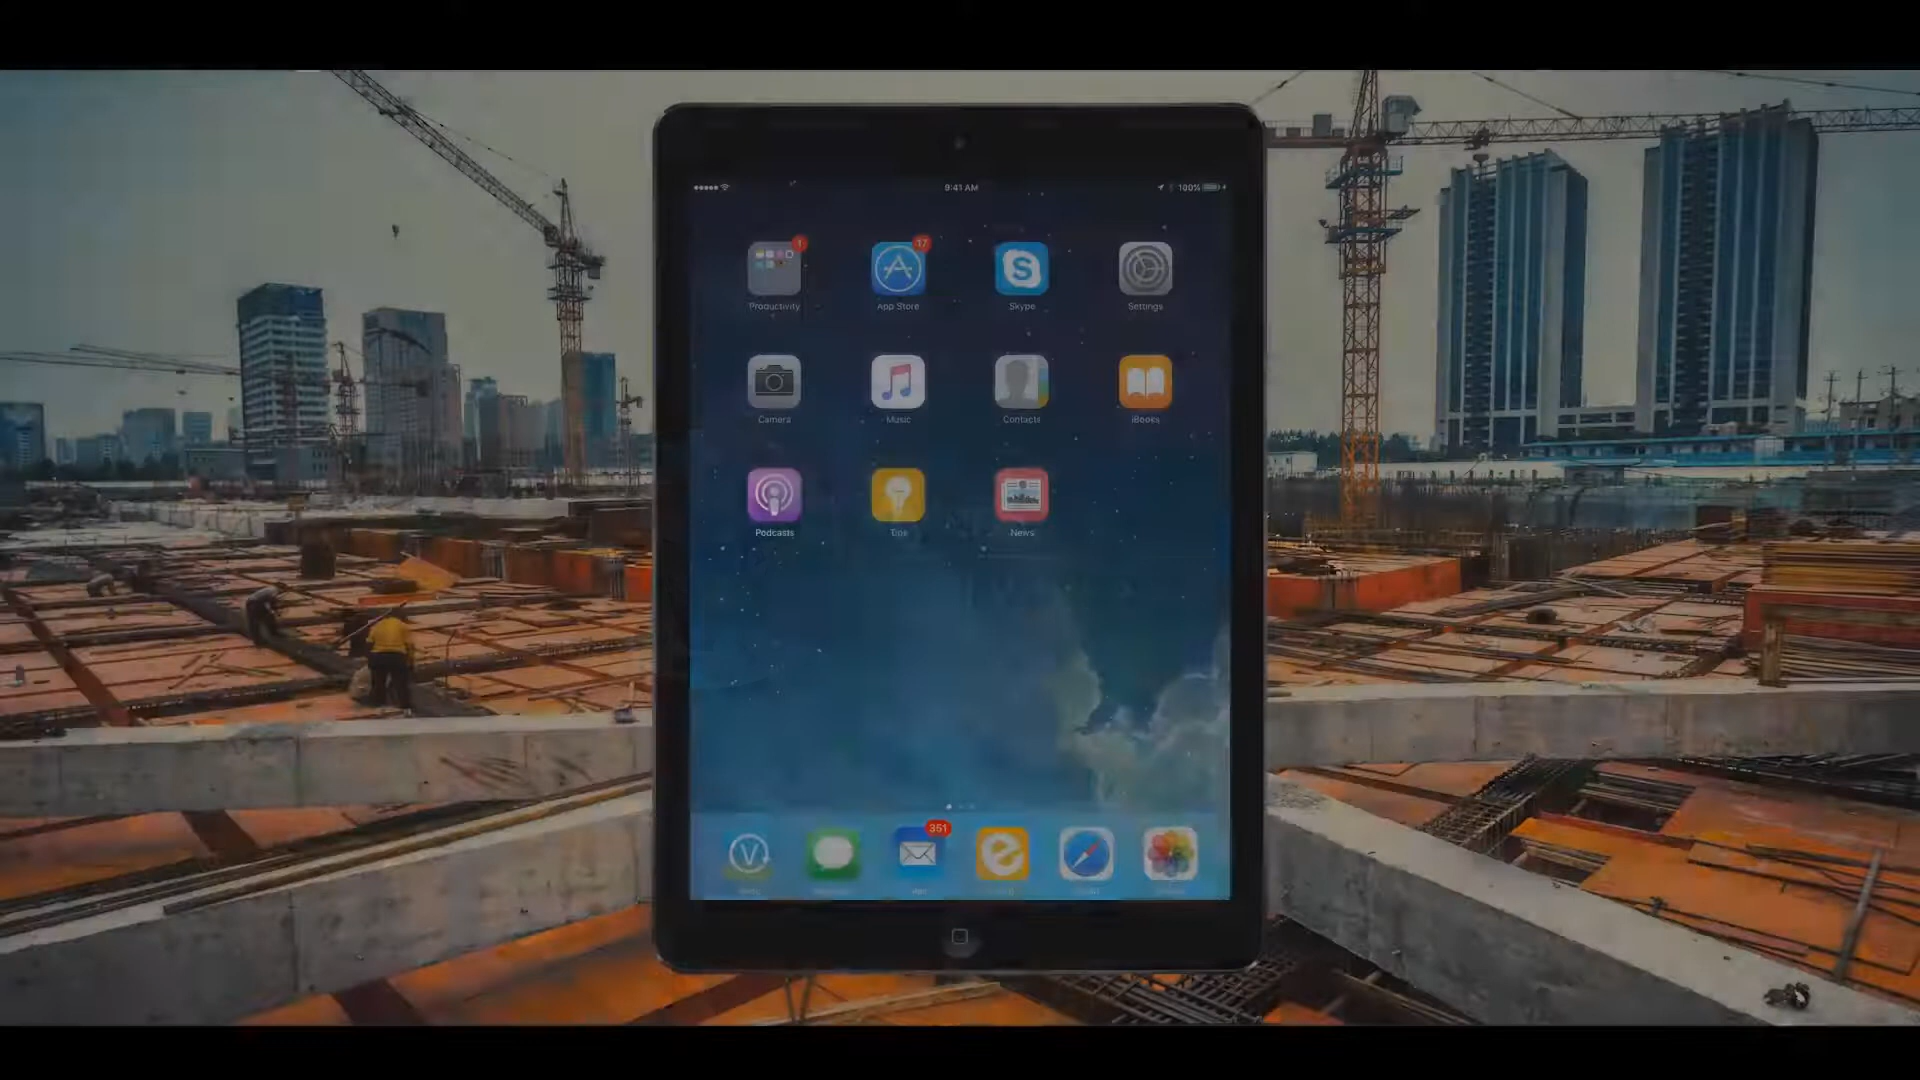 9:41 AM
100%
1
17
Productivity
App Store
Skype
Settings
Camera
Music
Contacts
iBooks
Podcasts
Tips
News
351